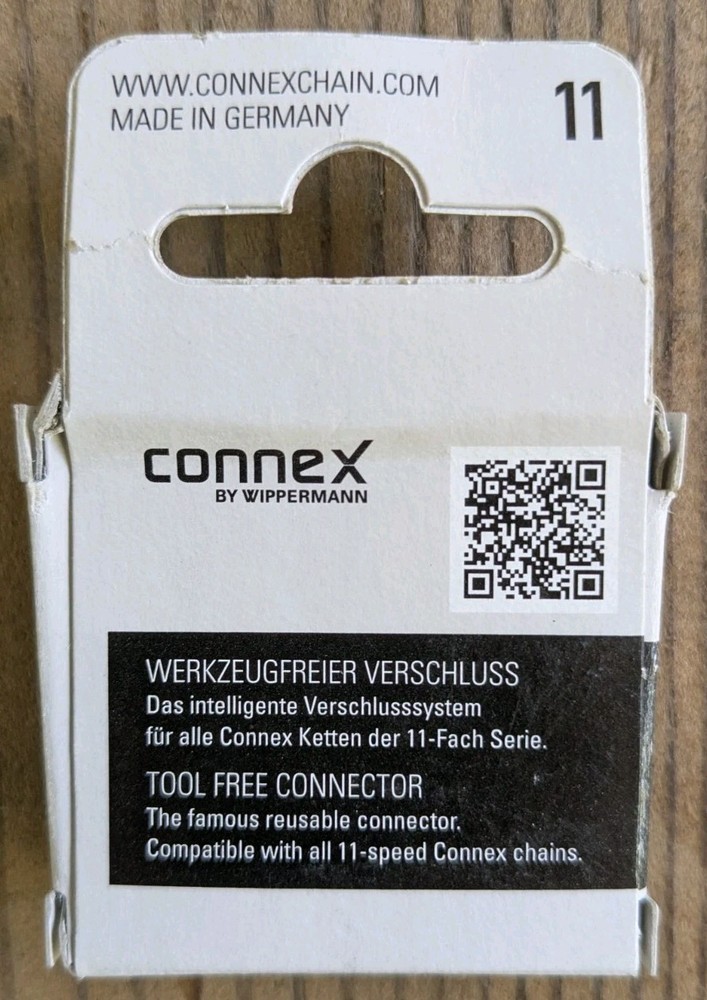 WWW.CONNEXCHAIN.COM
MADE IN GERMANY
11
connex
BY WIPPERMANN
WERKZEUGFREIER VERSCHLUSS
Das intelligente Verschlusssystem
für alle Connex Ketten der 11-Fach Serie.
TOOL FREE CONNECTOR
The famous reusable connector.
Compatible with all 11-speed Connex chains.